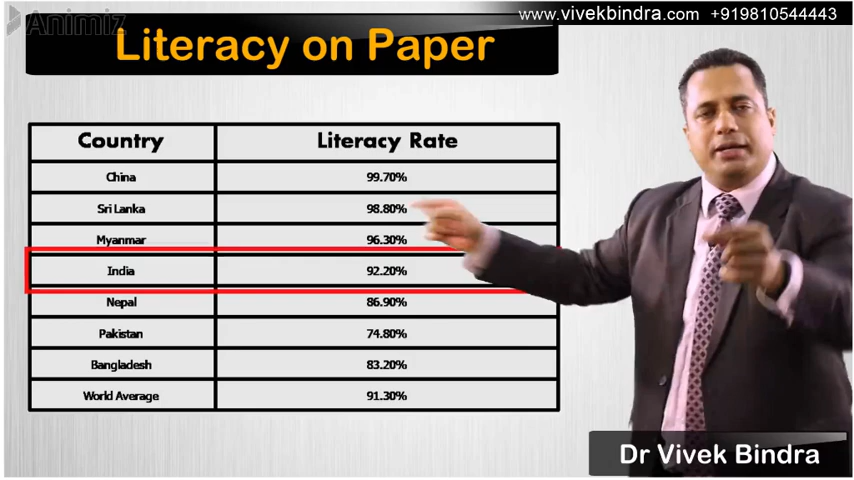 Animiz
www.vivekbindra.com +919810544443
Literacy on Paper
Country Literacy Rate
China 99.70%
Sri Lanka 98.80%
Myanmar 96.30%
India 92.20%
Nepal 86.90%
Pakistan 74.80%
Bangladesh 83.20%
World Average 91.30%
Dr Vivek Bindra